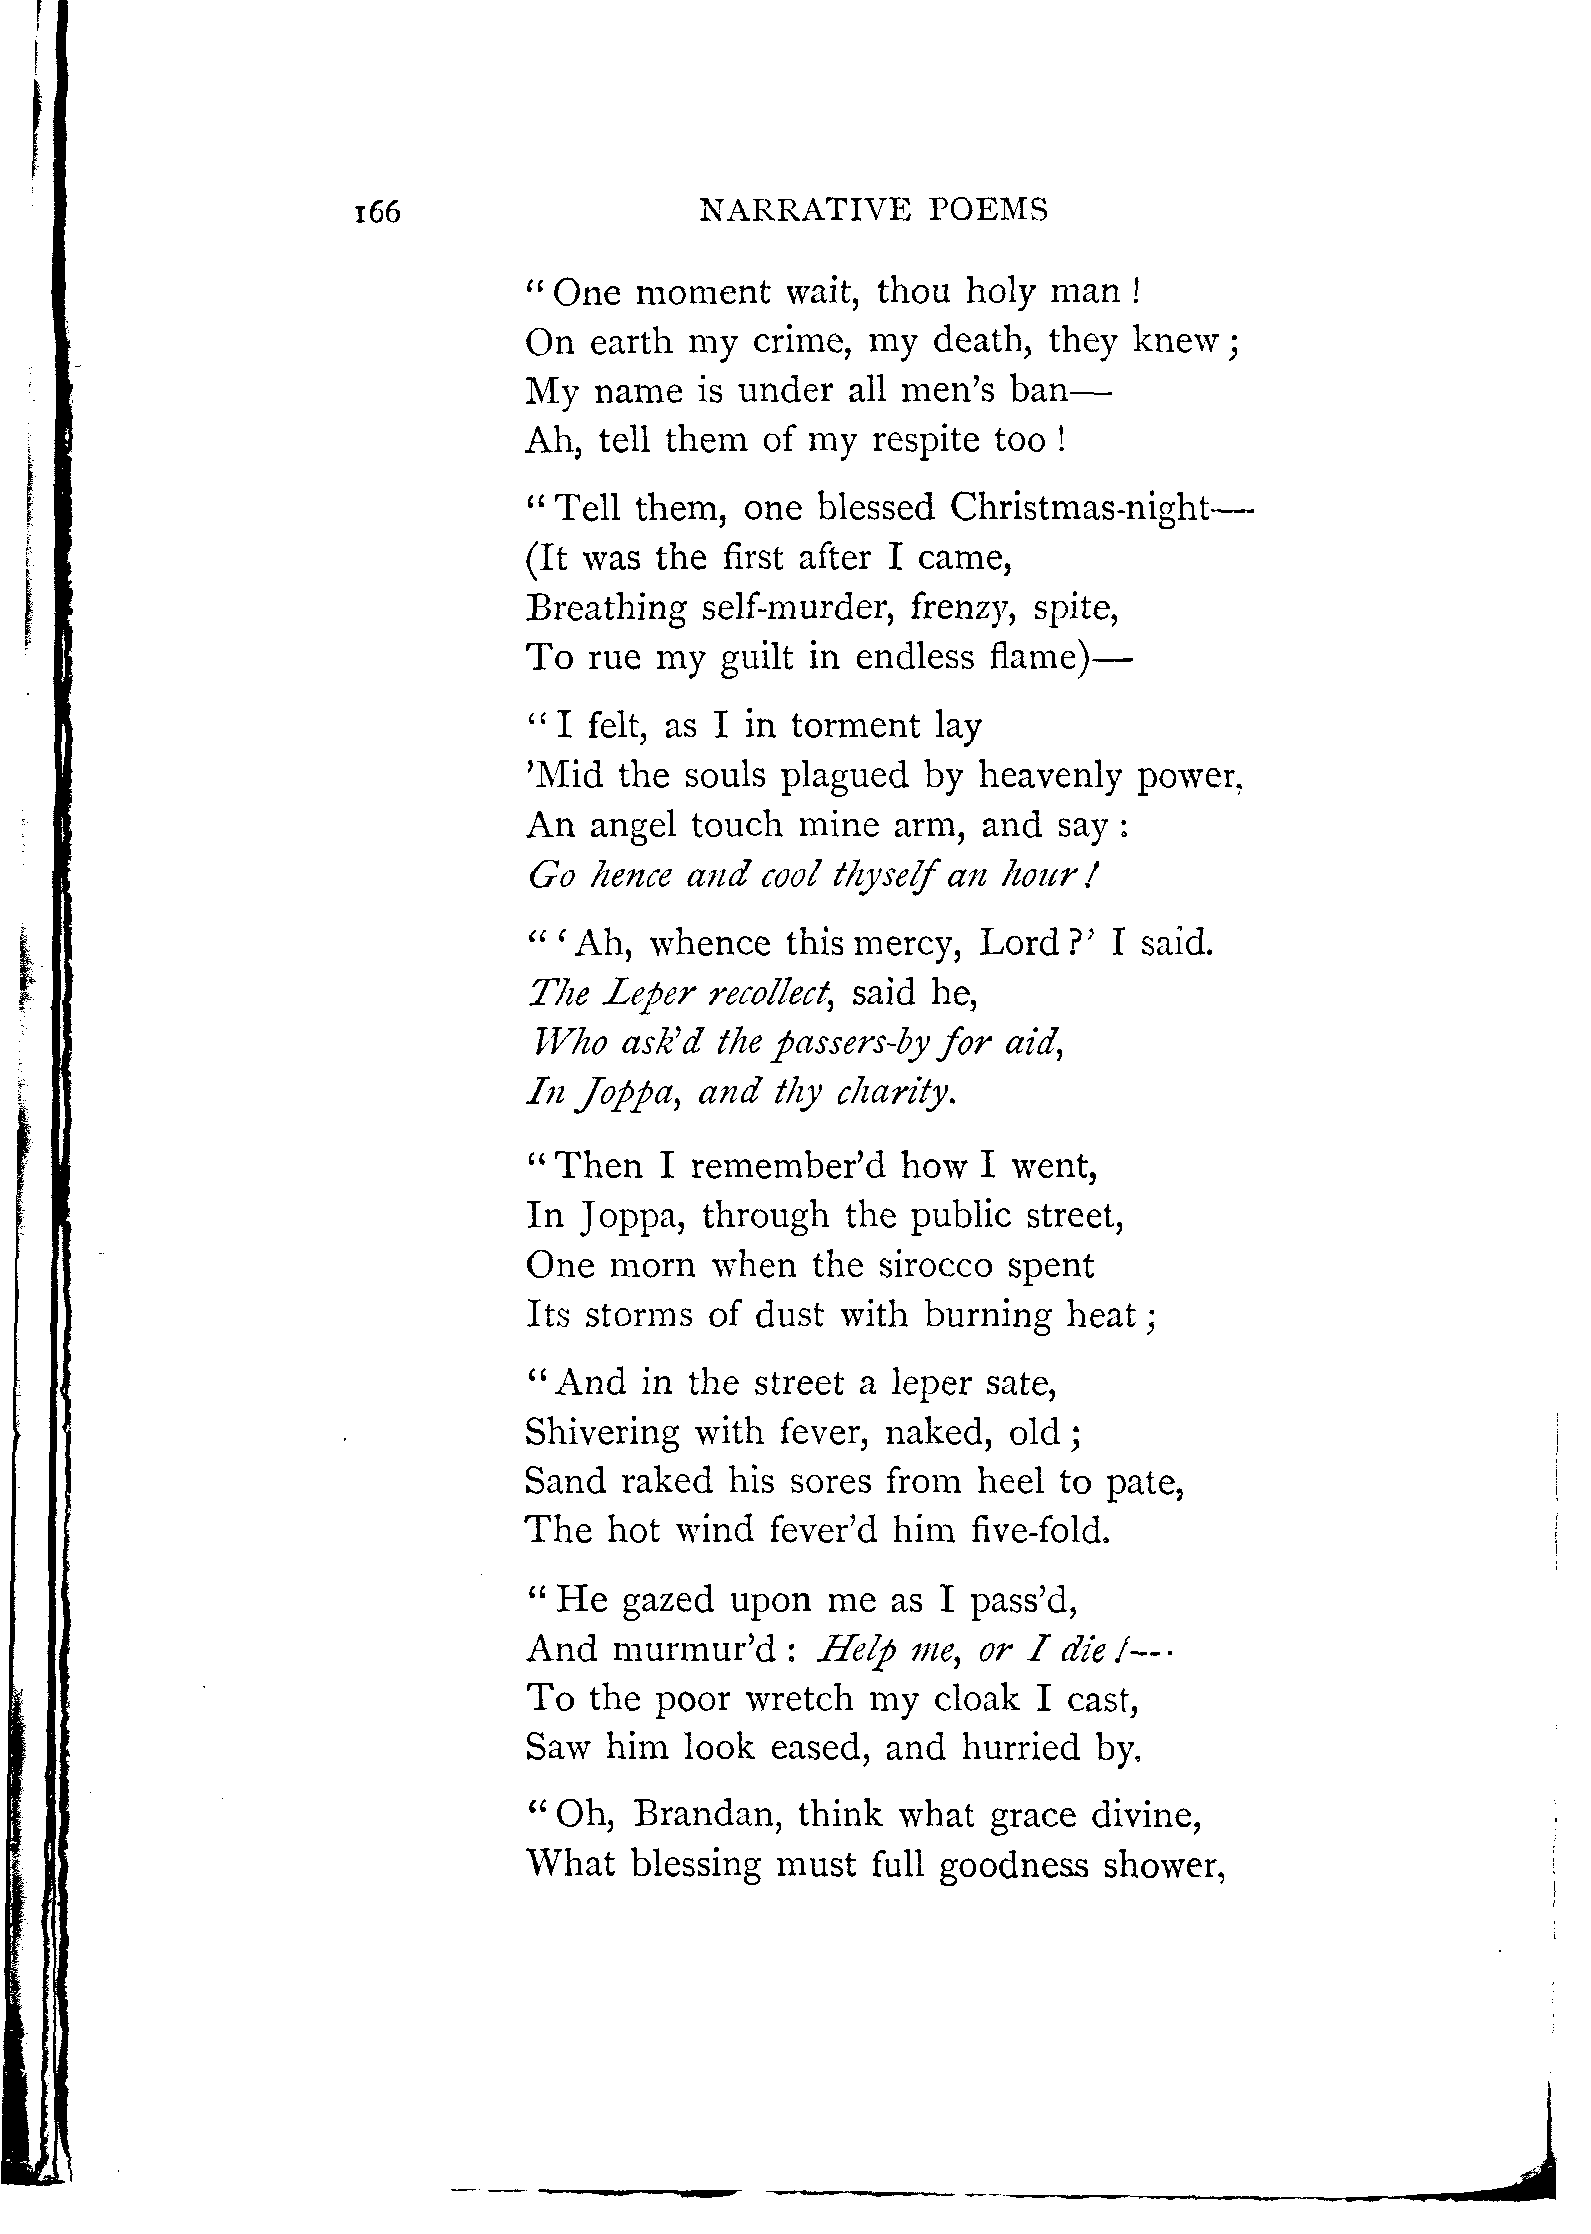 166 NARRATIVE POEMS
“One moment wait, thou holy man!
On earth my crime, my death, they knew;
My name is under all men’s ban—
Ah, tell them of my respite too!
“Tell them, one blessed Christmas-night—
(It was the first after I came,
Breathing self-murder, frenzy, spite,
To rue my guilt in endless flame)—
“I felt, as I in torment lay
’Mid the souls plagued by heavenly power,
An angel touch mine arm, and say:
Go hence and cool thyself an hour!
“‘Ah, whence this mercy, Lord?’ I said.
The Leper recollect, said he,
Who ask’d the passers-by for aid,
In Joppa, and thy charity.
“Then I remember’d how I went,
In Joppa, through the public street,
One morn when the sirocco spent
Its storms of dust with burning heat;
“And in the street a leper sate,
Shivering with fever, naked, old;
Sand raked his sores from heel to pate,
The hot wind fever’d him five-fold.
“He gazed upon me as I pass’d,
And murmur’d: Help me, or I die!—
To the poor wretch my cloak I cast,
Saw him look eased, and hurried by.
“Oh, Brandan, think what grace divine,
What blessing must full goodness shower,